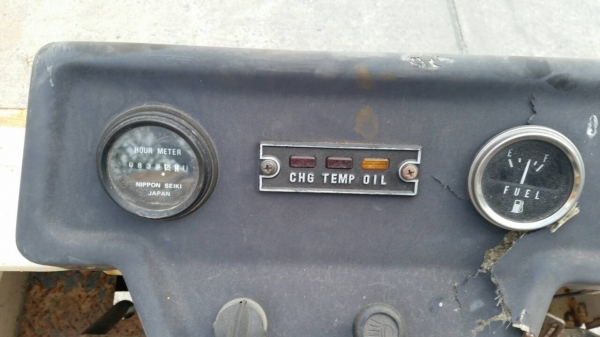 HOUR METER
NIPPON SEIKI
JAPAN
CHG TEMP OIL
E F
FUEL